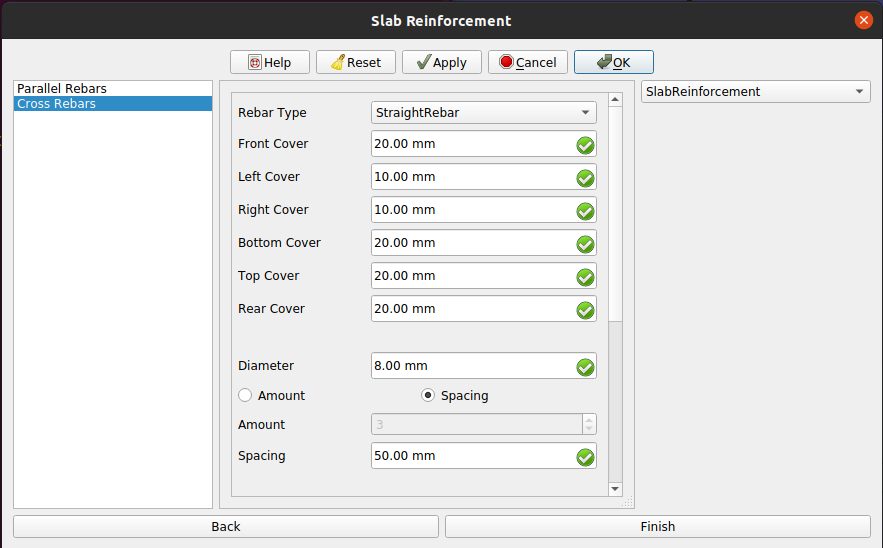 Slab Reinforcement
Help Reset Apply Cancel OK
Parallel Rebars
Cross Rebars
Rebar Type StraightRebar
Front Cover 20.00 mm
Left Cover 10.00 mm
Right Cover 10.00 mm
Bottom Cover 20.00 mm
Top Cover 20.00 mm
Rear Cover 20.00 mm
Diameter 8.00 mm
Amount Spacing
Amount 3
Spacing 50.00 mm
SlabReinforcement
Back Finish